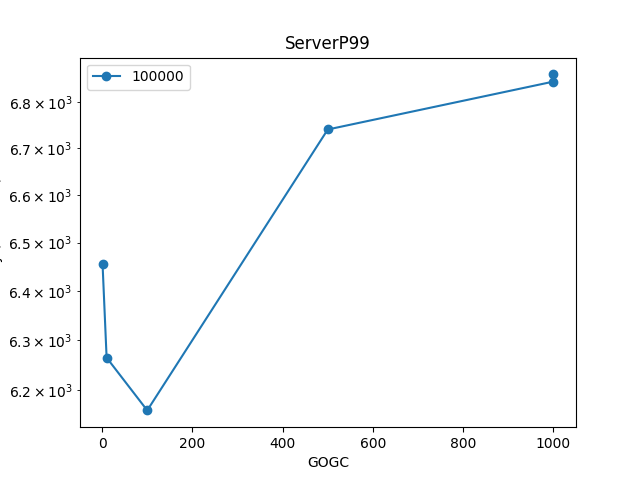 ServerP99
100000
6.8 × 10³
6.7 × 10³
6.6 × 10³
6.5 × 10³
6.4 × 10³
6.3 × 10³
6.2 × 10³
0 200 400 600 800 1000
GOGC